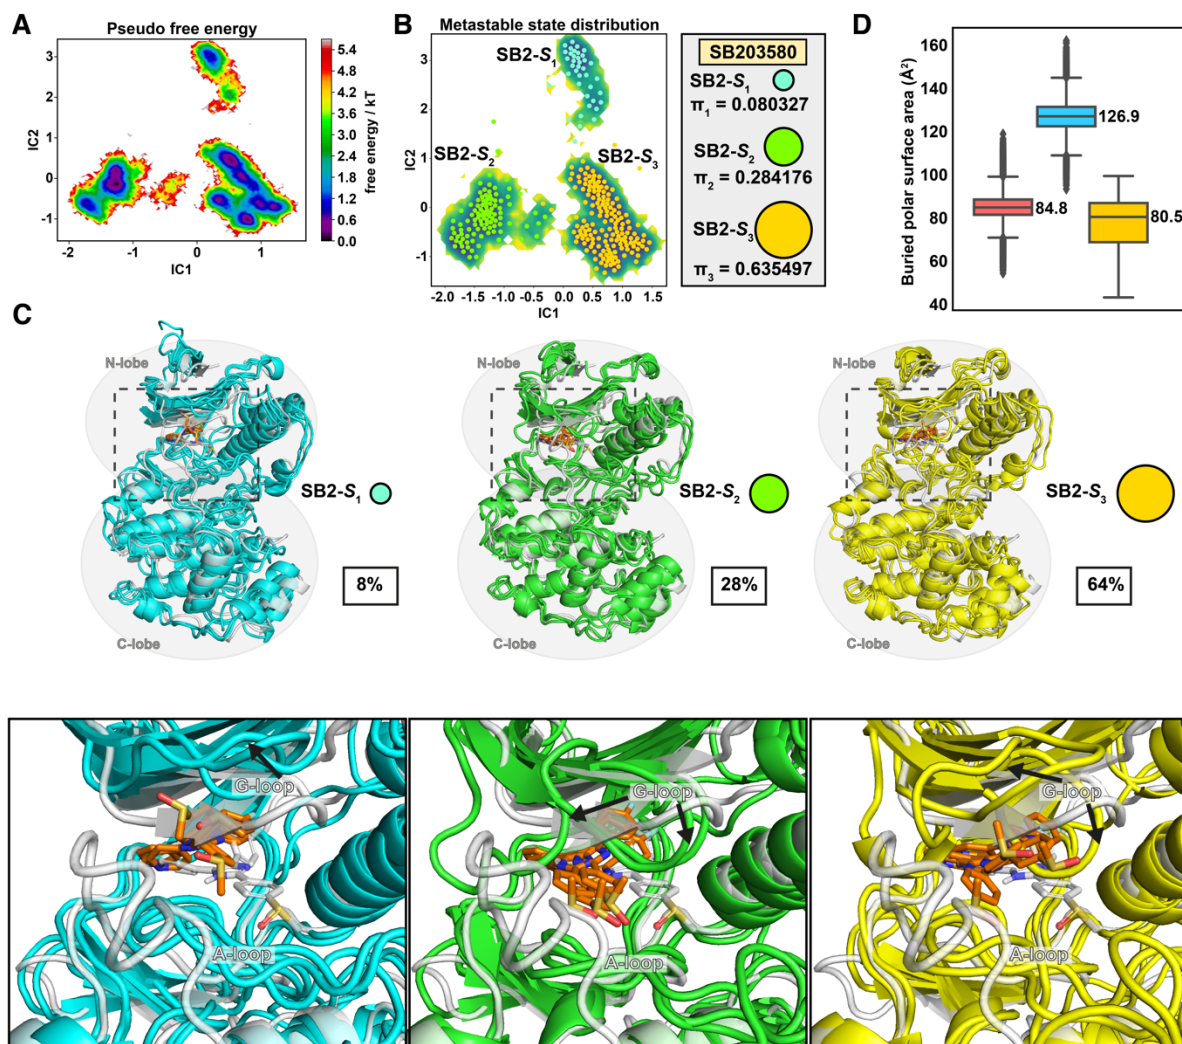 A
Pseudo free energy
3
2
1
0
-1
IC2
-2
-1
0
1
IC1
5.4
4.8
4.2
3.6
3.0
2.4
1.8
1.2
0.6
0.0
free energy / kT
B
Metastable state distribution
3
2
1
0
-1
IC2
-2.0
-1.5
-1.0
-0.5
0.0
0.5
1.0
1.5
IC1
SB2-S1
SB2-S2
SB2-S3
SB203580
SB2-S1
π1 = 0.080327
SB2-S2
π2 = 0.284176
SB2-S3
π3 = 0.635497
D
Buried polar surface area (Å²)
160
140
120
100
80
60
40
84.8
126.9
80.5
C
N-lobe
SB2-S1
8%
C-lobe
N-lobe
SB2-S2
28%
C-lobe
N-lobe
SB2-S3
64%
C-lobe
G-loop
A-loop
G-loop
A-loop
G-loop
A-loop